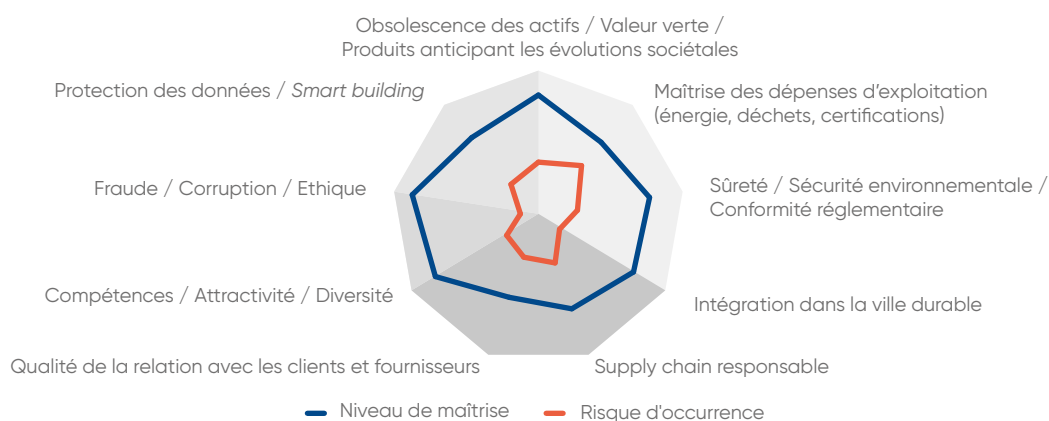 Obsolescence des actifs / Valeur verte /
Produits anticipant les évolutions sociétales
Protection des données / Smart building
Maîtrise des dépenses d'exploitation
(énergie, déchets, certifications)
Fraude / Corruption / Ethique
Sûreté / Sécurité environnementale /
Conformité réglementaire
Compétences / Attractivité / Diversité
Intégration dans la ville durable
Qualité de la relation avec les clients et fournisseurs
Supply chain responsable
Niveau de maîtrise
Risque d'occurrence